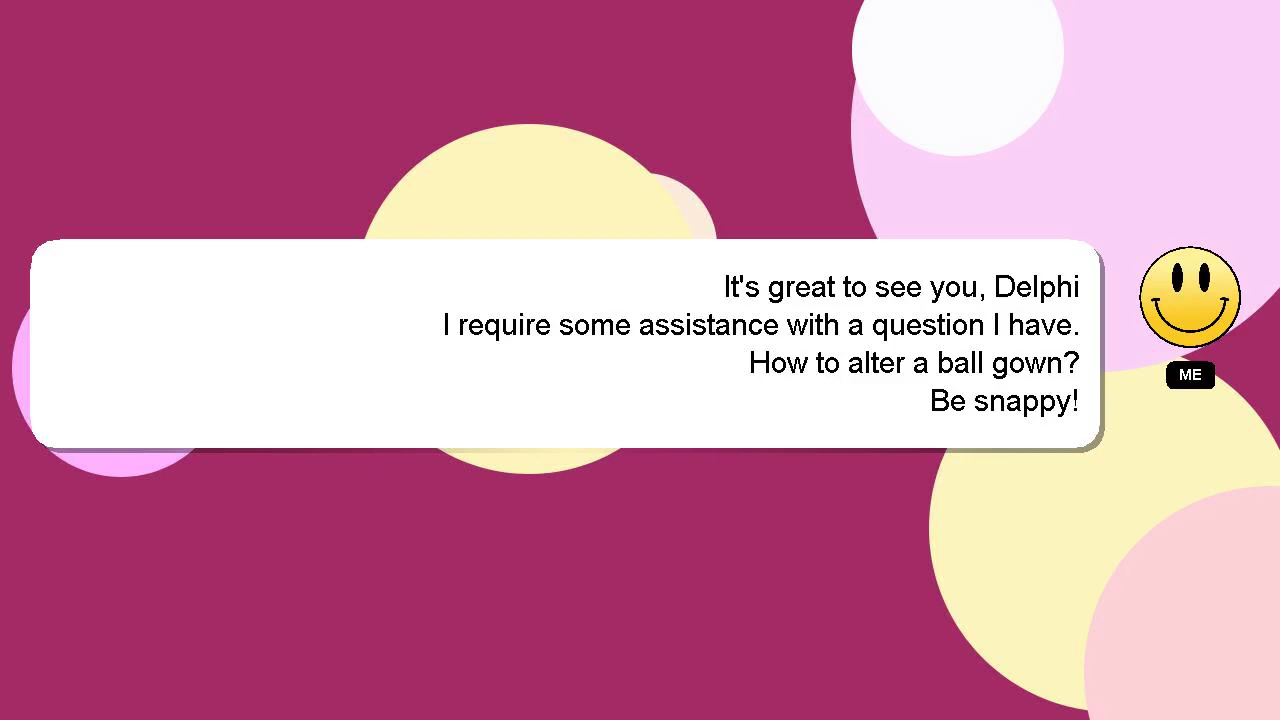 It's great to see you, Delphi
I require some assistance with a question I have.
How to alter a ball gown?
Be snappy!
ME